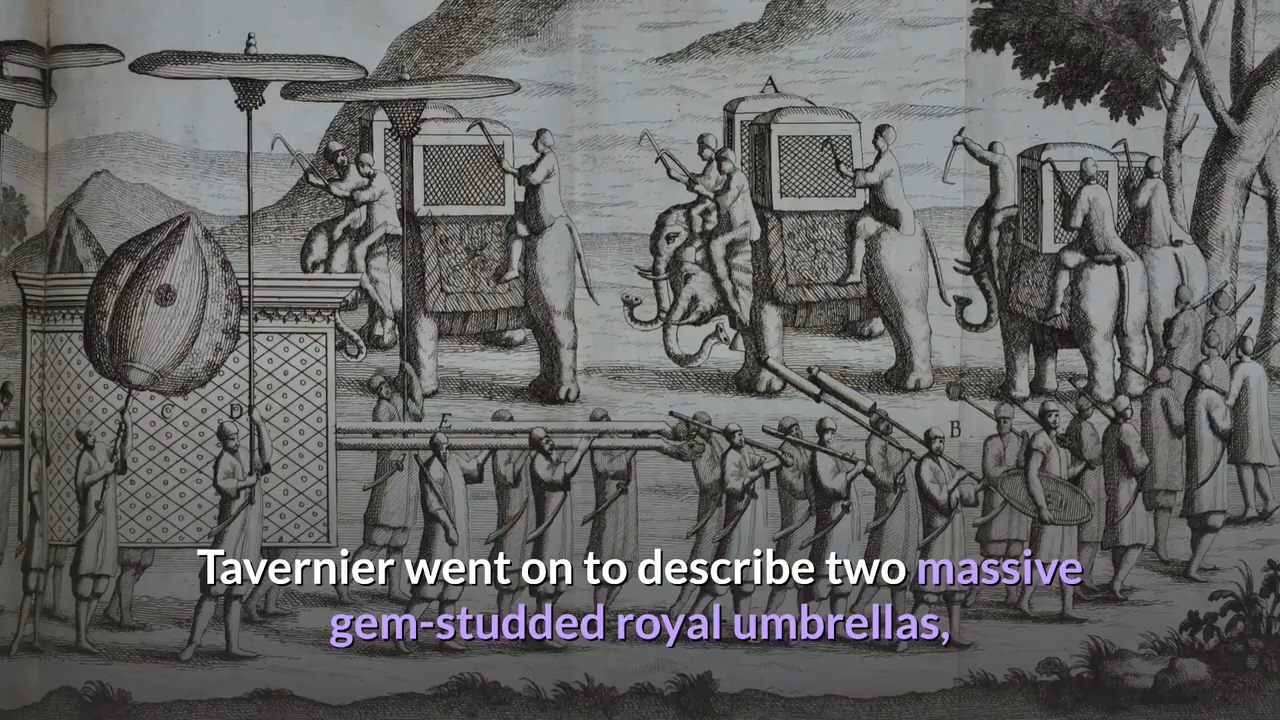 A
C
D
E
B
Tavernier went on to describe two massive
gem-studded royal umbrellas,